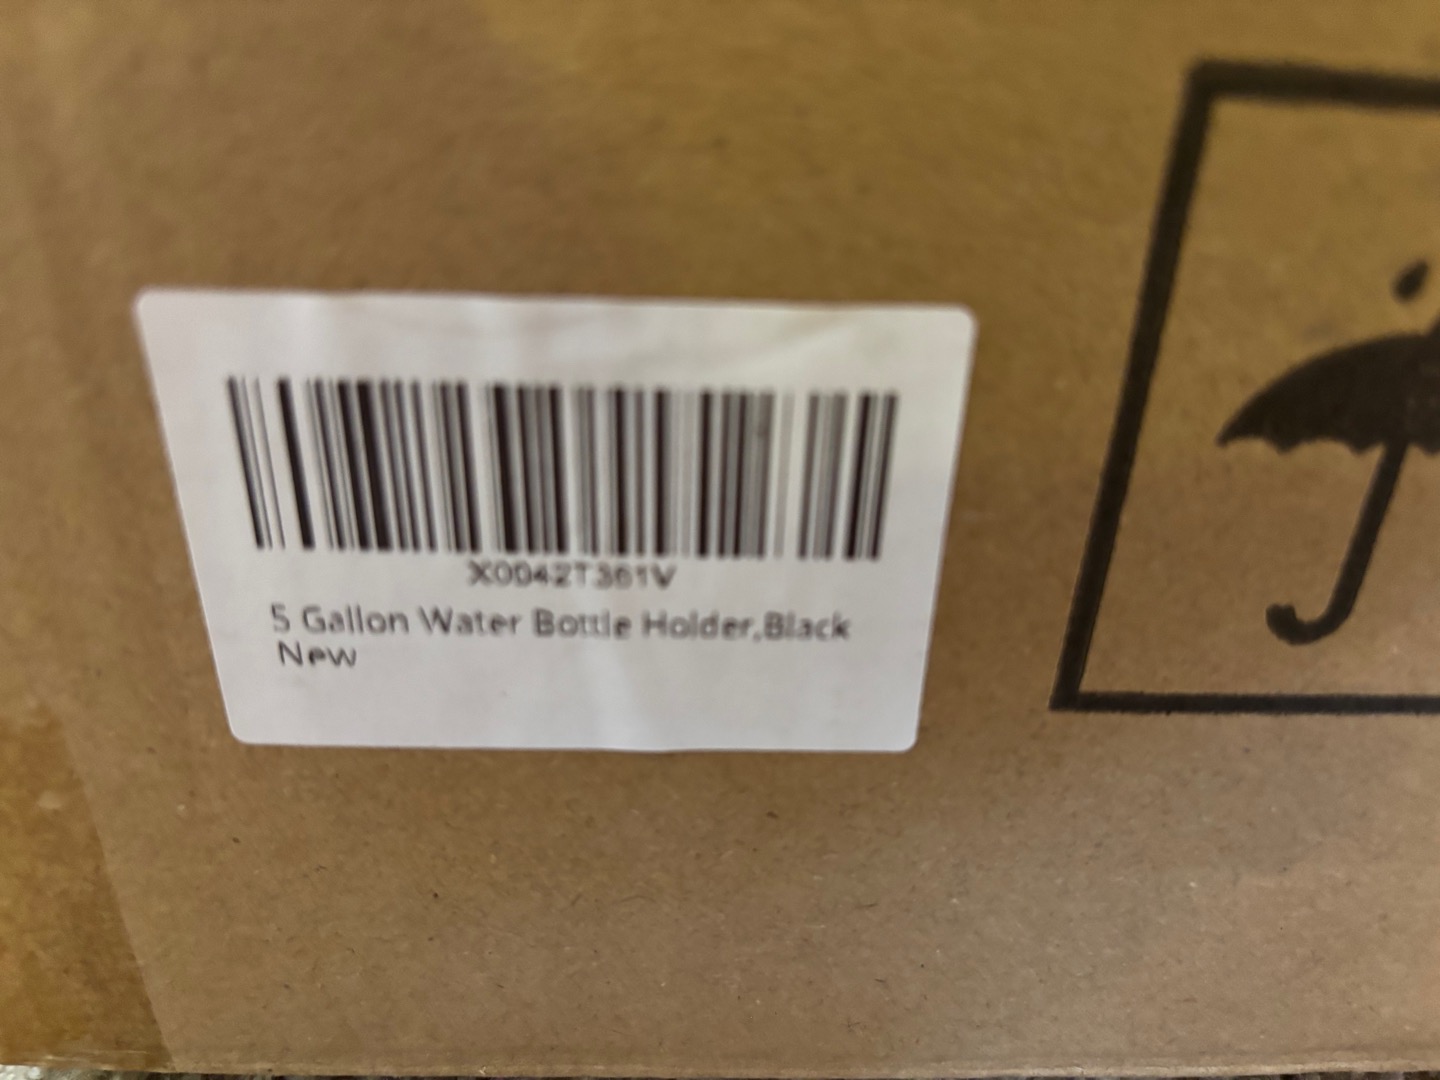 X0042T361V
5 Gallon Water Bottle Holder,Black
New